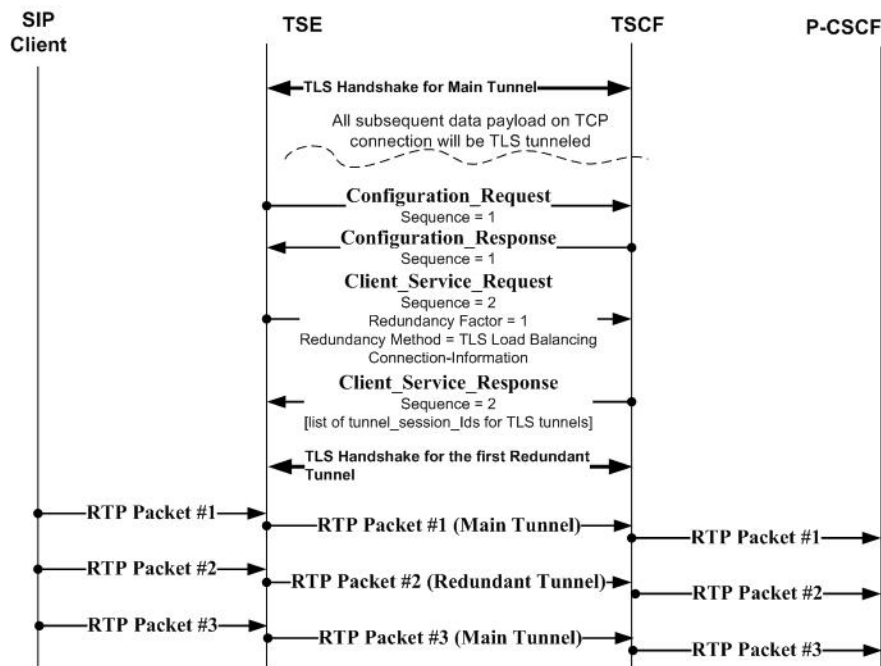 SIP
Client
TSE
TSCF
P-CSCF
TLS Handshake for Main Tunnel
All subsequent data payload on TCP
connection will be TLS tunneled
Configuration_Request
Sequence = 1
Configuration_Response
Sequence = 1
Client_Service_Request
Sequence = 2
Redundancy Factor = 1
Redundancy Method = TLS Load Balancing
Connection-Information
Client_Service_Response
Sequence = 2
[list of tunnel_session_Ids for TLS tunnels]
TLS Handshake for the first Redundant
Tunnel
RTP Packet #1
RTP Packet #1 (Main Tunnel)
RTP Packet #1
RTP Packet #2
RTP Packet #2 (Redundant Tunnel)
RTP Packet #2
RTP Packet #3
RTP Packet #3 (Main Tunnel)
RTP Packet #3